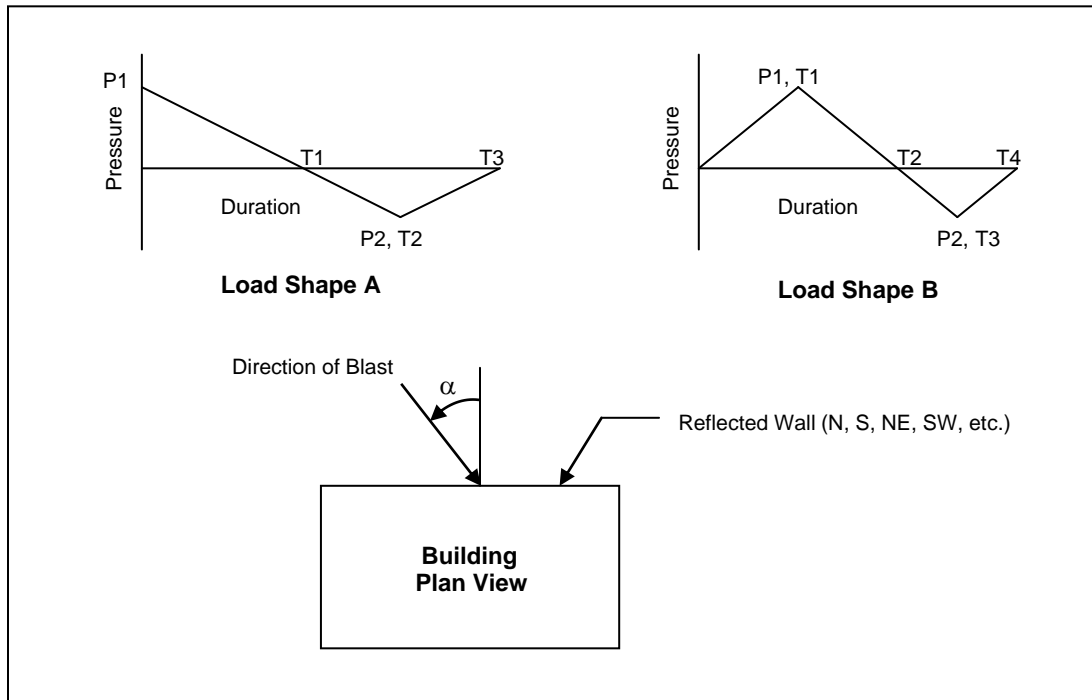 P1
Pressure
T1
T3
Duration
P2, T2
Load Shape A
P1, T1
Pressure
T2
T4
Duration
P2, T3
Load Shape B
Direction of Blast
α
Reflected Wall (N, S, NE, SW, etc.)
Building
Plan View